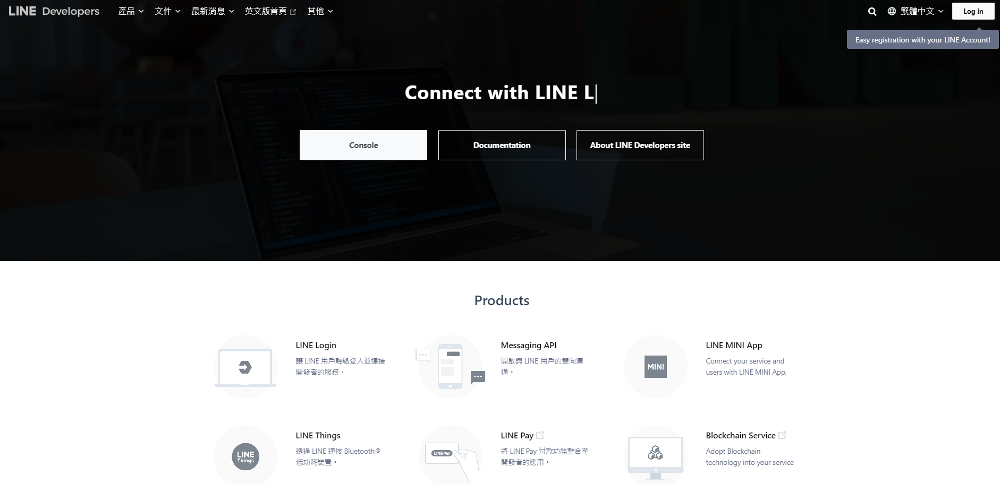 LINE Developers
產品
文件
最新消息
英文版首頁
其他
繁體中文
Log in
Easy registration with your LINE Account!
Connect with LINE L
Console
Documentation
About LINE Developers site
Products
LINE Login
讓 LINE 用戶輕鬆登入並連接
開發者的服務。
Messaging API
開啟與 LINE 用戶的雙向溝
通。
MINI
LINE MINI App
Connect your service and
users with LINE MINI App.
LINE
Things
LINE Things
透過 LINE 連接 Bluetooth®
低功耗裝置。
LINE Pay
LINE Pay
將 LINE Pay 付款功能整合至
開發者的應用。
Blockchain Service
Adopt Blockchain
technology into your service